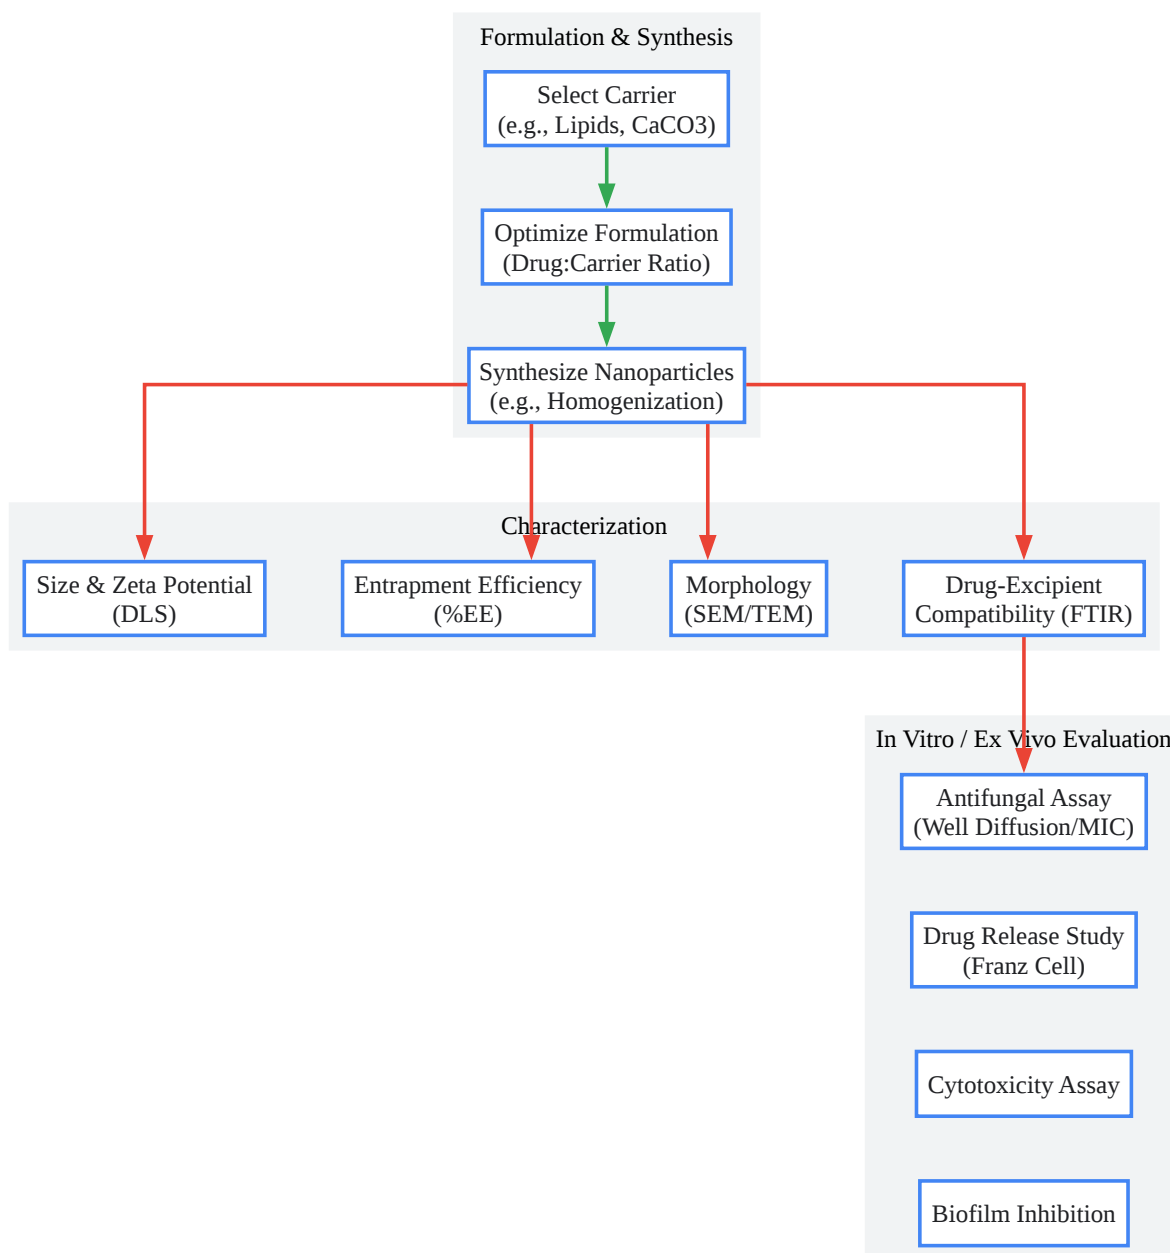 Formulation & Synthesis
Select Carrier
(e.g., Lipids, CaCO3)
Optimize Formulation
(Drug:Carrier Ratio)
Synthesize Nanoparticles
(e.g., Homogenization)
Characterization
Size & Zeta Potential
(DLS)
Entrapment Efficiency
(%EE)
Morphology
(SEM/TEM)
Drug-Excipient
Compatibility (FTIR)
In Vitro / Ex Vivo Evaluation
Antifungal Assay
(Well Diffusion/MIC)
Drug Release Study
(Franz Cell)
Cytotoxicity Assay
Biofilm Inhibition